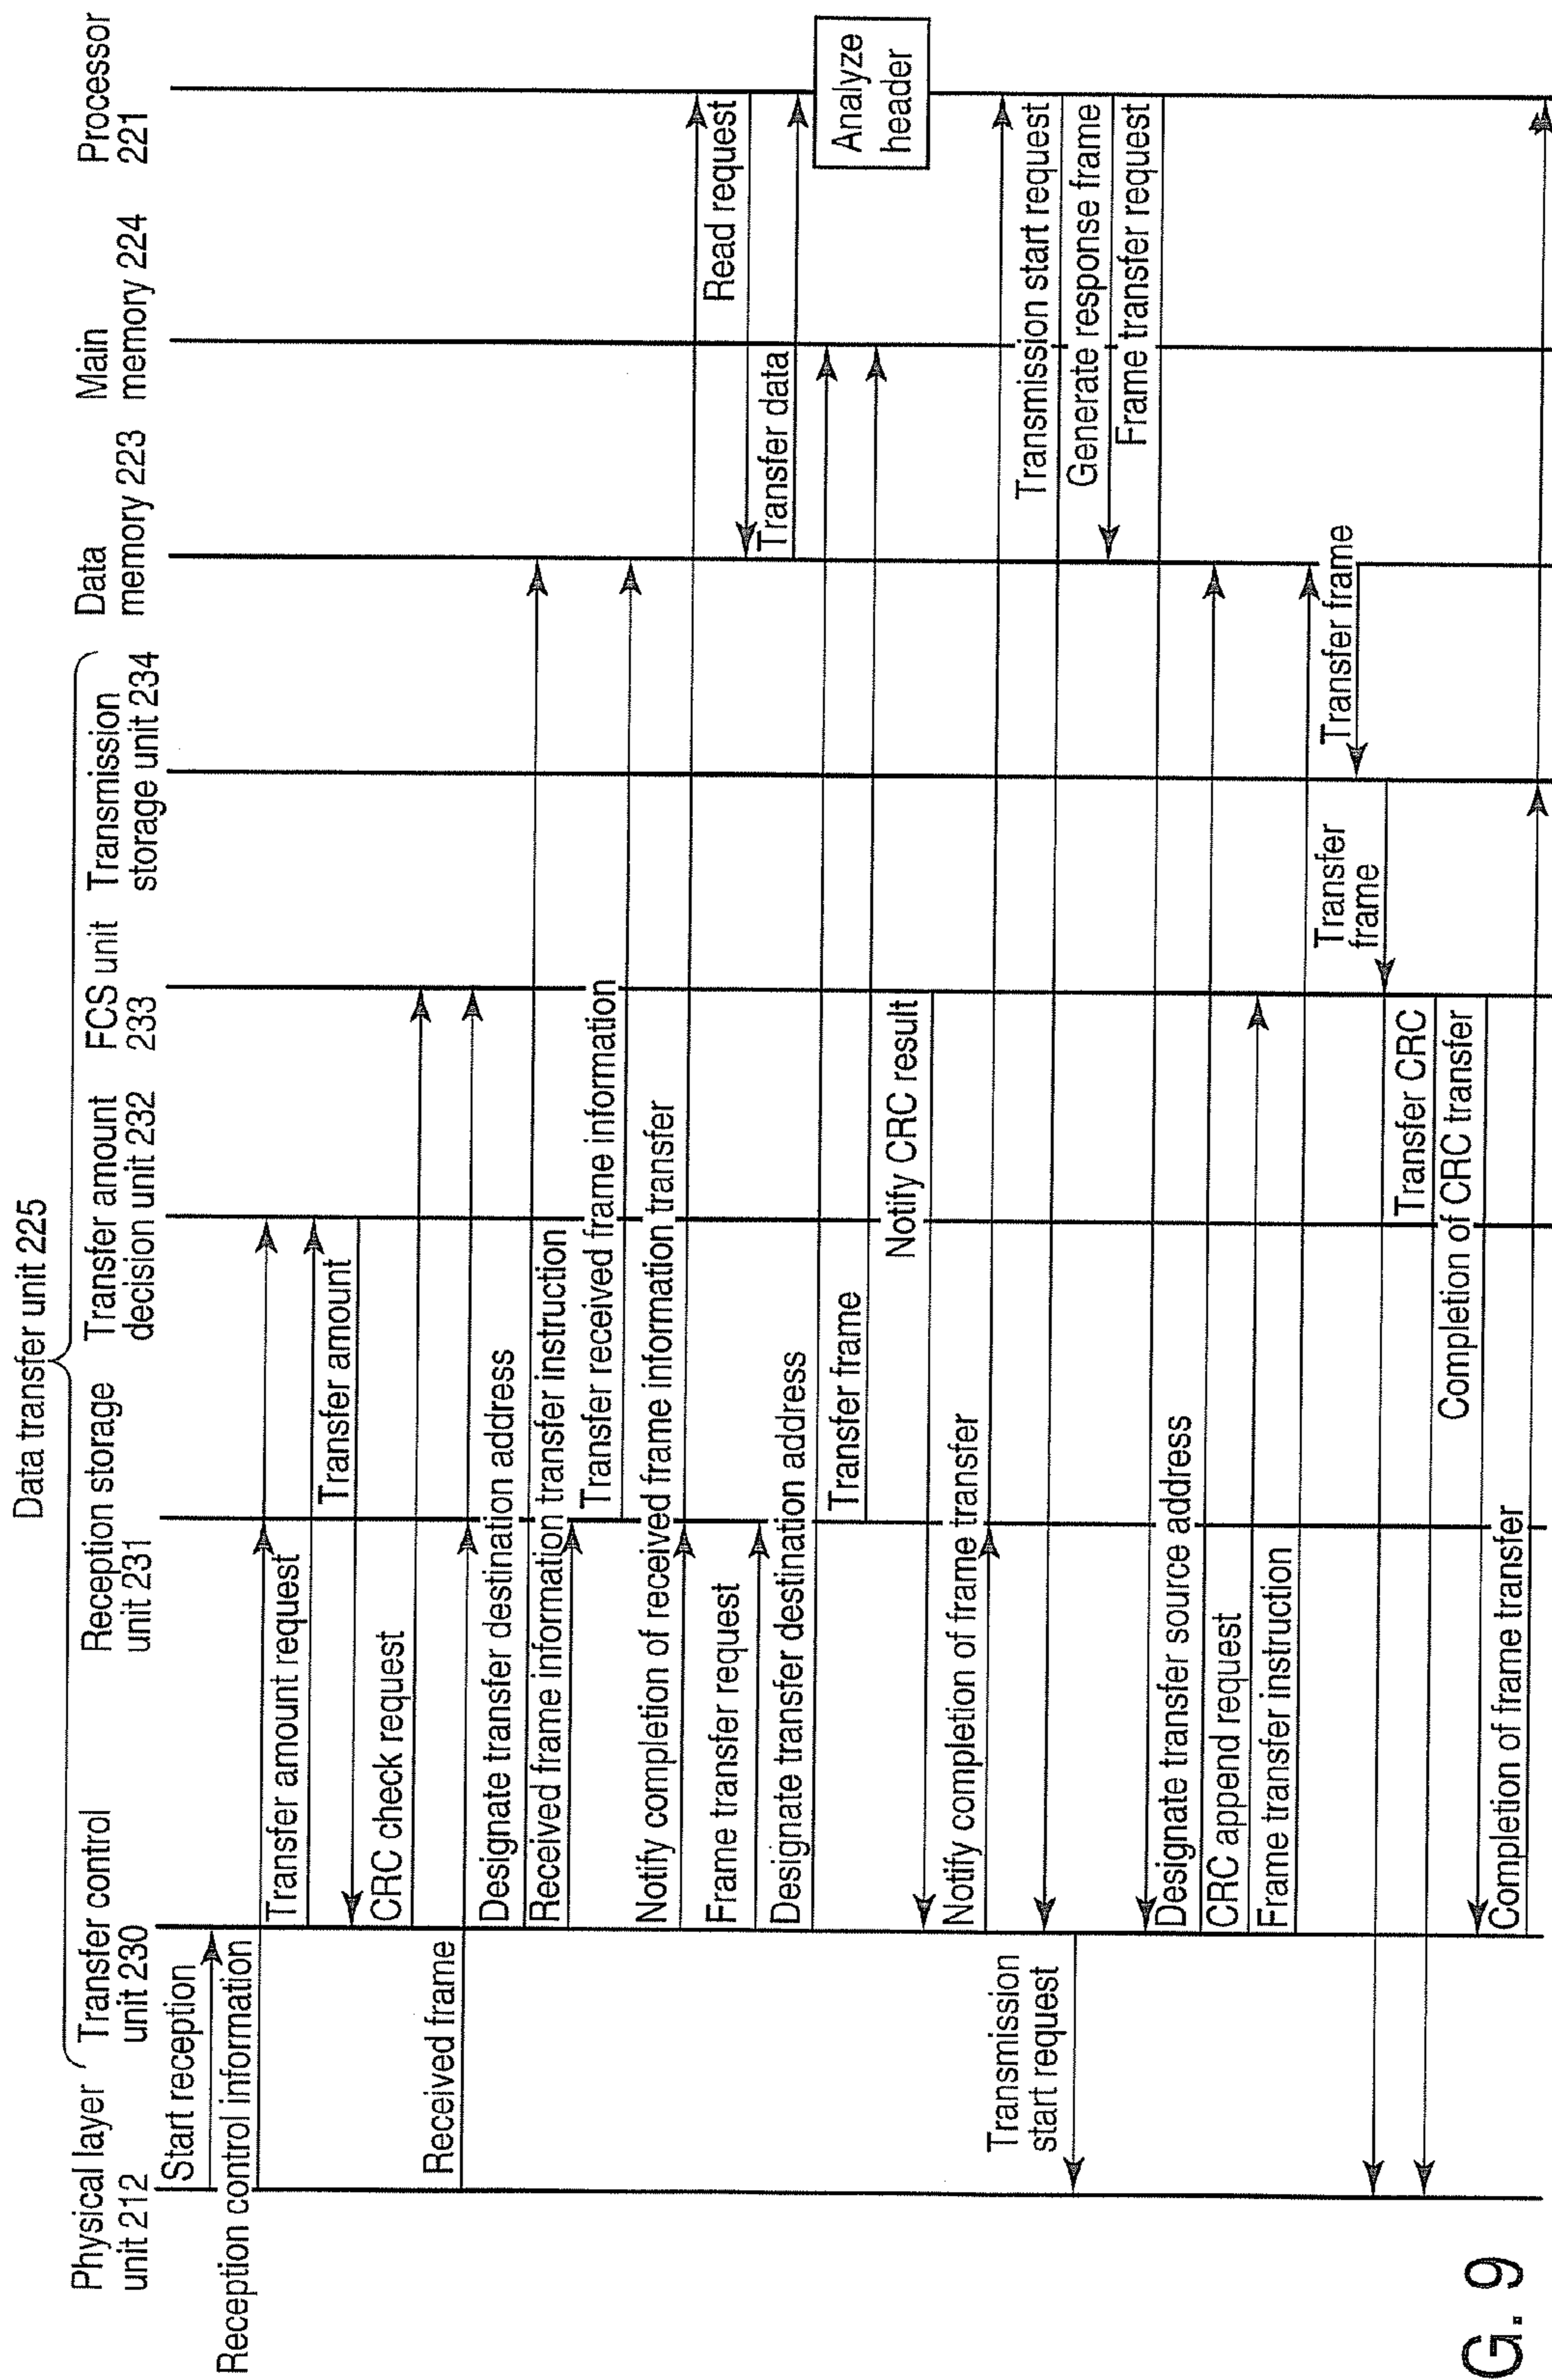 Data transfer unit 225
Physical layer
unit 212
Transfer control
unit 230
Reception storage
unit 231
Transfer amount
decision unit 232
FCS unit
233
Transmission
storage unit 234
Data
memory 223
Main
memory 224
Processor
221
Start reception
Reception control information
Transfer amount request
Transfer amount
CRC check request
Received frame
Designate transfer destination address
Received frame information transfer instruction
Transfer received frame information
Notify completion of received frame information transfer
Read request
Frame transfer request
Transfer data
Designate transfer destination address
Analyze
header
Transfer frame
Notify CRC result
Notify completion of frame transfer
Transmission start request
Transmission
start request
Generate response frame
Frame transfer request
Designate transfer source address
CRC append request
Frame transfer instruction
Transfer frame
Transfer
frame
Transfer CRC
Completion of CRC transfer
Completion of frame transfer
G. 9